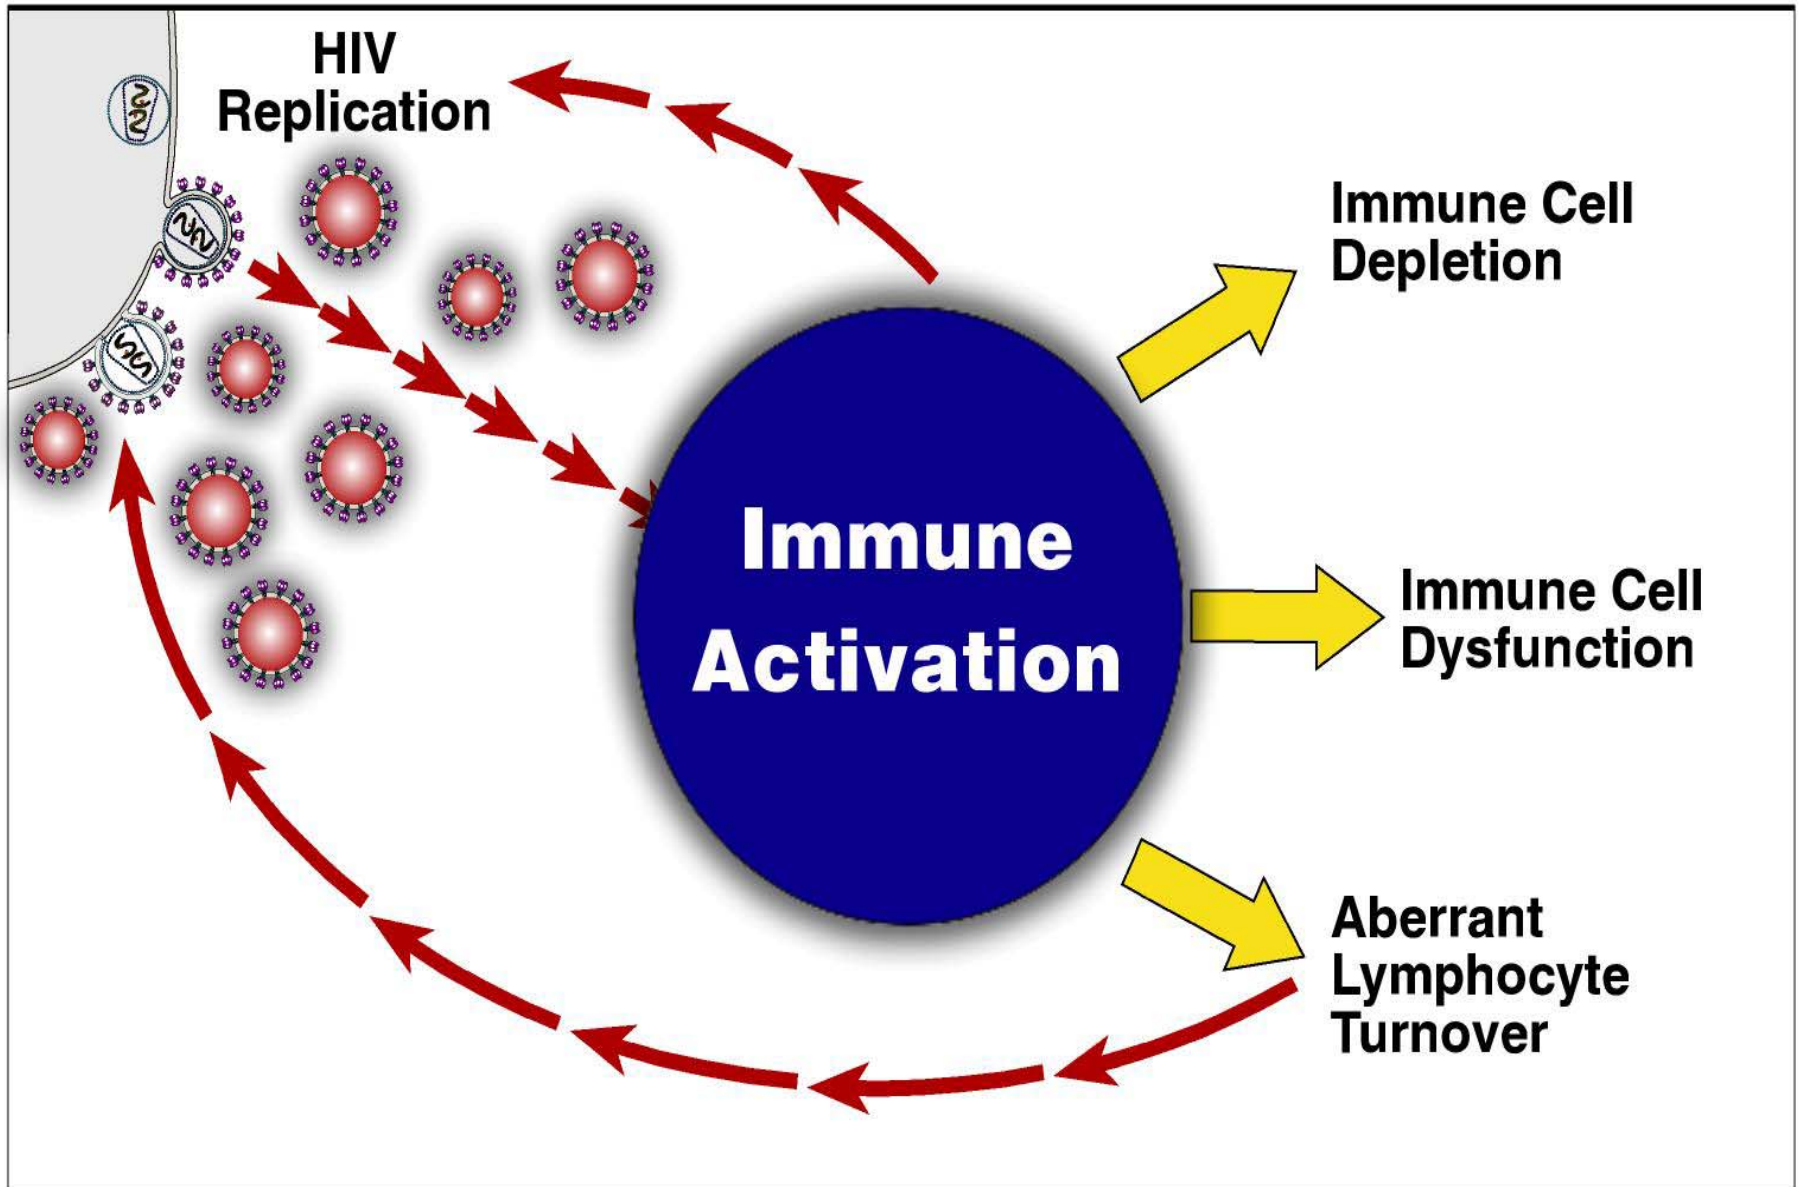 HIV
Replication
Immune Cell
Depletion
Immune
Activation
Immune Cell
Dysfunction
Aberrant
Lymphocyte
Turnover